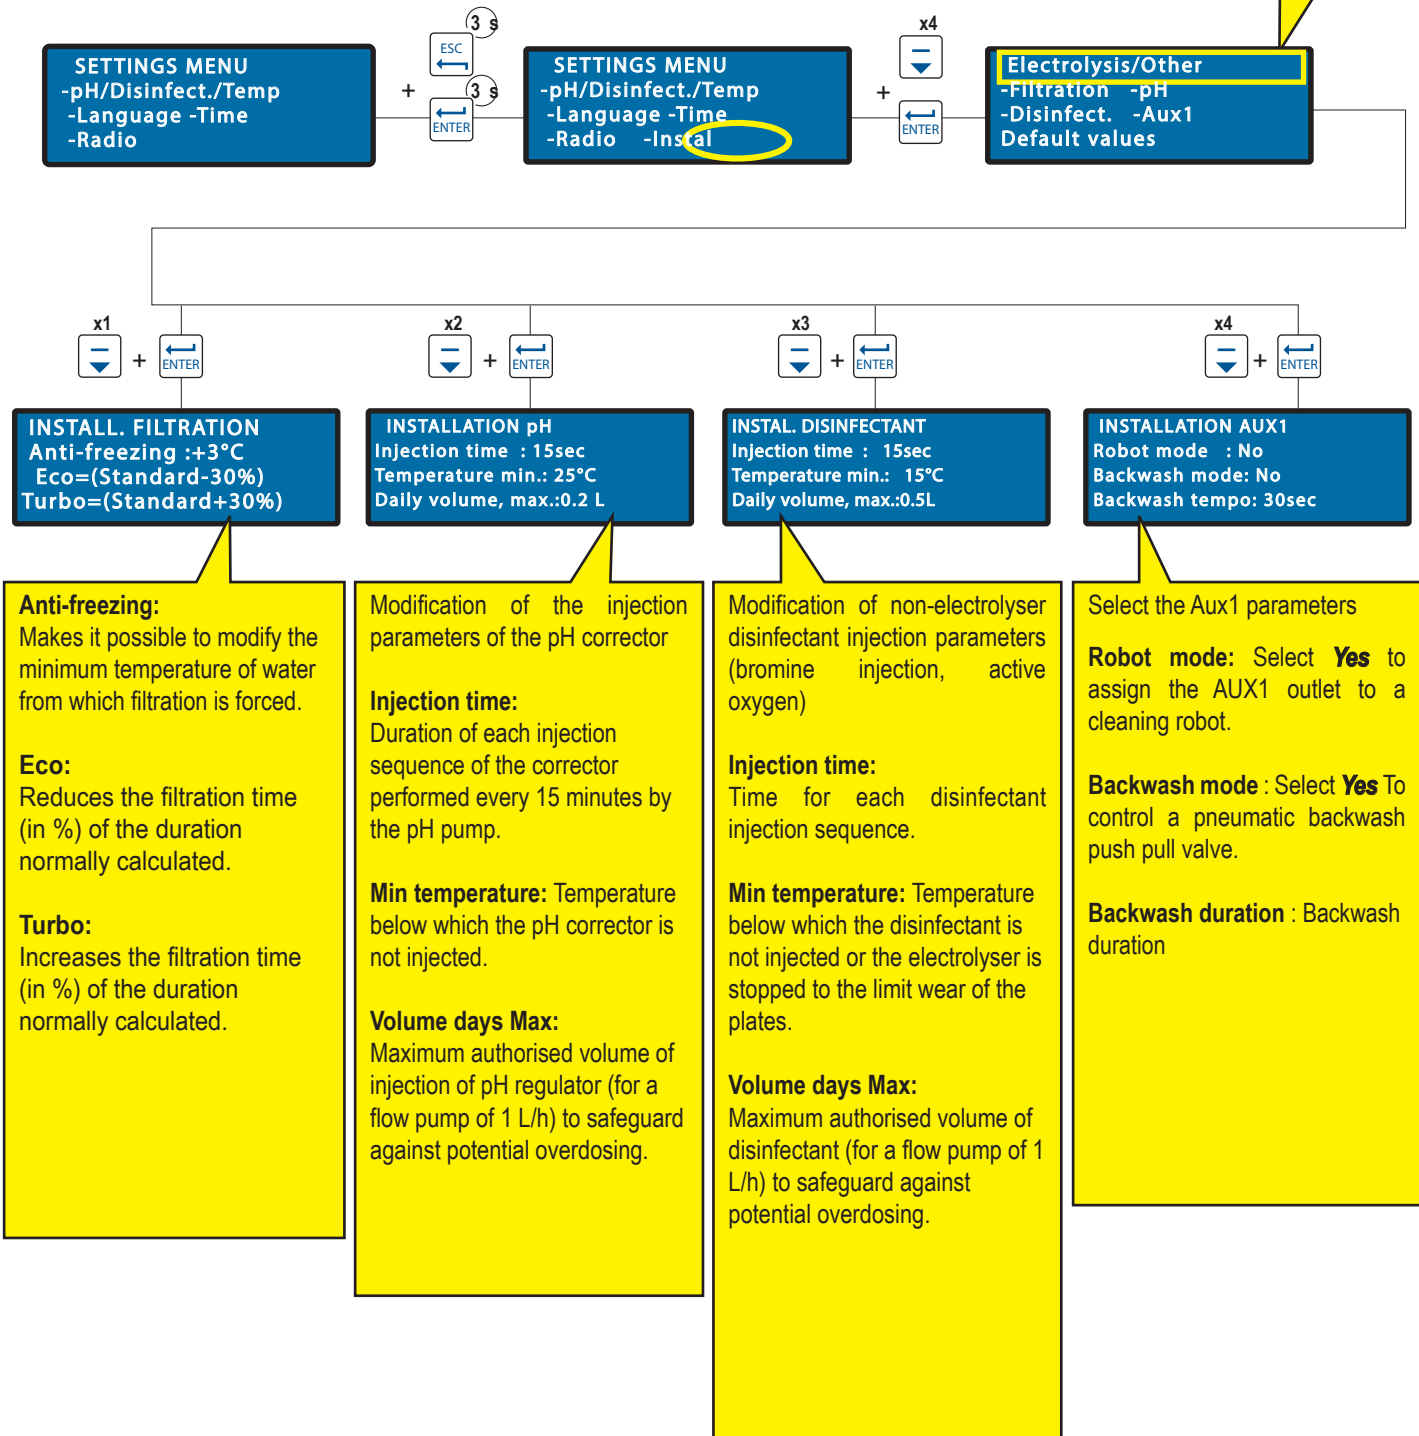 3 s
x4
ESC
SETTINGS MENU
-pH/Disinfect./Temp
-Language -Time
-Radio
+
3 s
ENTER
SETTINGS MENU
-pH/Disinfect./Temp
-Language -Time
-Radio -Instal
+
ENTER
Electrolysis/Other
-Filtration -pH
-Disinfect. -Aux1
Default values
x1
+
ENTER
x2
+
ENTER
x3
+
ENTER
x4
+
ENTER
INSTALL. FILTRATION
Anti-freezing :+3°C
Eco=(Standard-30%)
Turbo=(Standard+30%)
INSTALLATION pH
Injection time : 15sec
Temperature min.: 25°C
Daily volume, max.:0.2 L
INSTAL. DISINFECTANT
Injection time : 15sec
Temperature min.: 15°C
Daily volume, max.:0.5L
INSTALLATION AUX1
Robot mode : No
Backwash mode: No
Backwash tempo: 30sec
Anti-freezing:
Makes it possible to modify the
minimum temperature of water
from which filtration is forced.
Eco:
Reduces the filtration time
(in %) of the duration
normally calculated.
Turbo:
Increases the filtration time
(in %) of the duration
normally calculated.
Modification of the injection
parameters of the pH corrector
Injection time:
Duration of each injection
sequence of the corrector
performed every 15 minutes by
the pH pump.
Min temperature: Temperature
below which the pH corrector is
not injected.
Volume days Max:
Maximum authorised volume of
injection of pH regulator (for a
flow pump of 1 L/h) to safeguard
against potential overdosing.
Modification of non-electrolyser
disinfectant injection parameters
(bromine injection, active
oxygen)
Injection time:
Time for each disinfectant
injection sequence.
Min temperature: Temperature
below which the disinfectant is
not injected or the electrolyser is
stopped to the limit wear of the
plates.
Volume days Max:
Maximum authorised volume of
disinfectant (for a flow pump of 1
L/h) to safeguard against
potential overdosing.
Select the Aux1 parameters
Robot mode: Select Yes to
assign the AUX1 outlet to a
cleaning robot.
Backwash mode : Select Yes To
control a pneumatic backwash
push pull valve.
Backwash duration : Backwash
duration